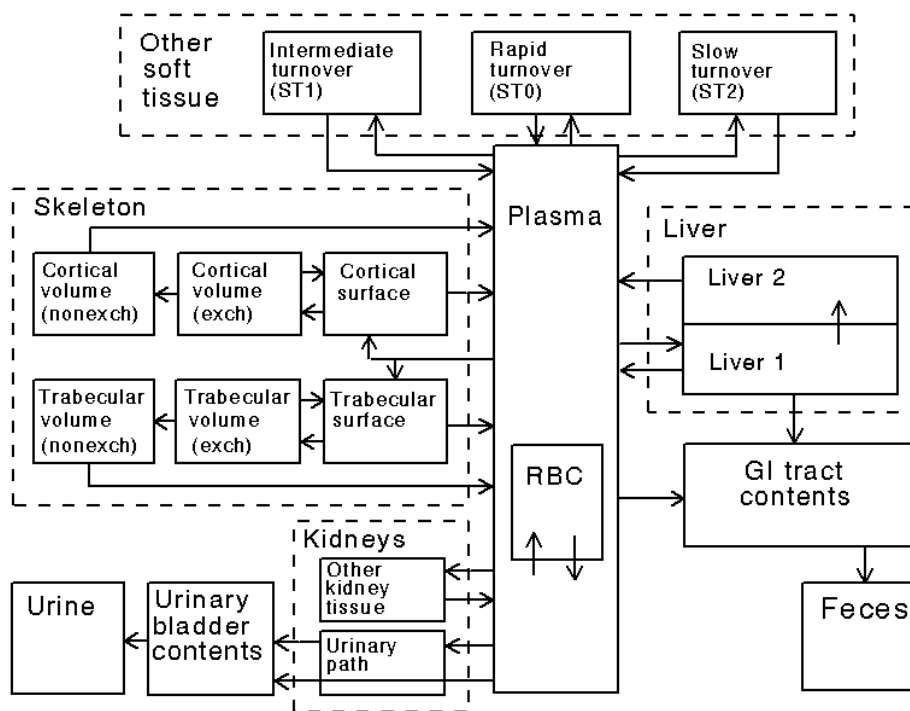 Other
soft
tissue
Intermediate
turnover
(ST1)
Rapid
turnover
(ST0)
Slow
turnover
(ST2)
Skeleton
Plasma
Liver
Cortical
volume
(nonexch)
Cortical
volume
(exch)
Cortical
surface
Liver 2
Liver 1
Trabecular
volume
(nonexch)
Trabecular
volume
(exch)
Trabecular
surface
RBC
GI tract
contents
Kidneys
Other
kidney
tissue
Urinary
path
Urine
Urinary
bladder
contents
Feces